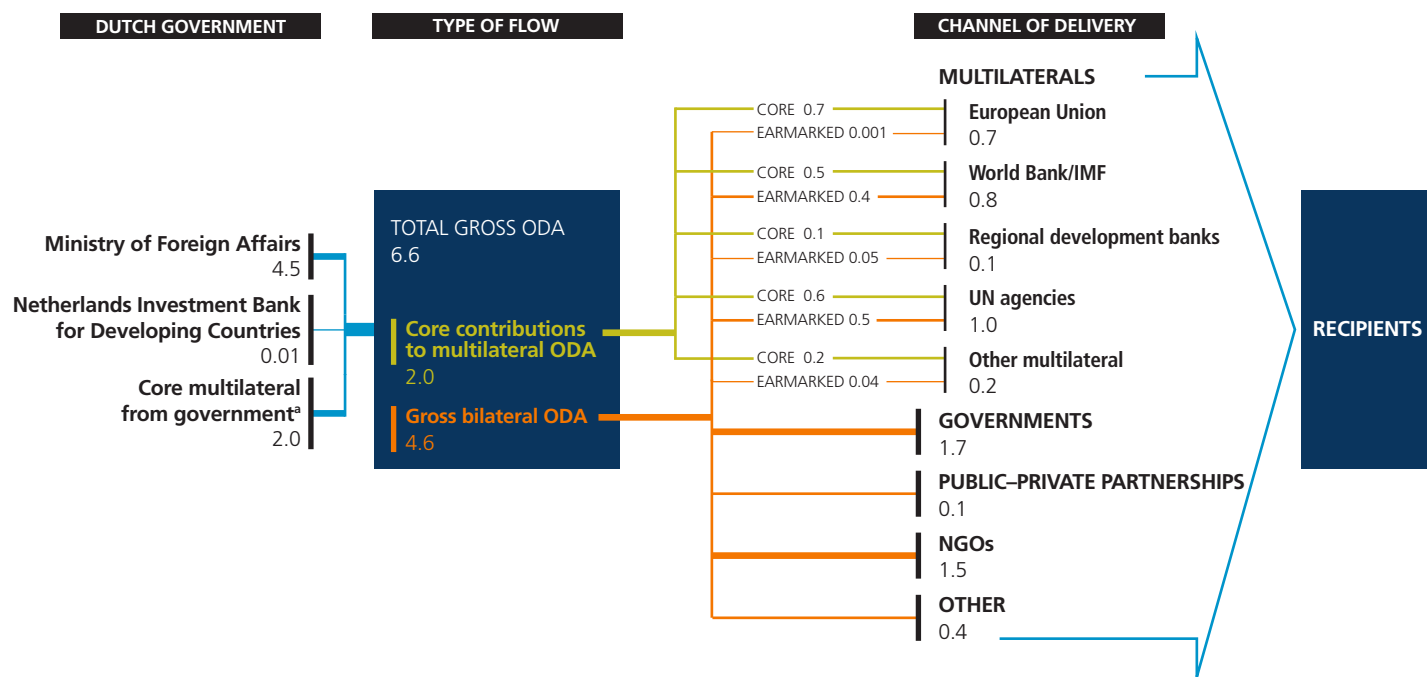 DUTCH GOVERNMENT
TYPE OF FLOW
CHANNEL OF DELIVERY
Ministry of Foreign Affairs
4.5
Netherlands Investment Bank
for Developing Countries
0.01
Core multilateral
from governmentᵃ
2.0
TOTAL GROSS ODA
6.6
Core contributions
to multilateral ODA
2.0
Gross bilateral ODA
4.6
MULTILATERALS
CORE 0.7
EARMARKED 0.001
European Union
0.7
CORE 0.5
EARMARKED 0.4
World Bank/IMF
0.8
CORE 0.1
EARMARKED 0.05
Regional development banks
0.1
CORE 0.6
EARMARKED 0.5
UN agencies
1.0
CORE 0.2
EARMARKED 0.04
Other multilateral
0.2
GOVERNMENTS
1.7
PUBLIC–PRIVATE PARTNERSHIPS
0.1
NGOs
1.5
OTHER
0.4
RECIPIENTS